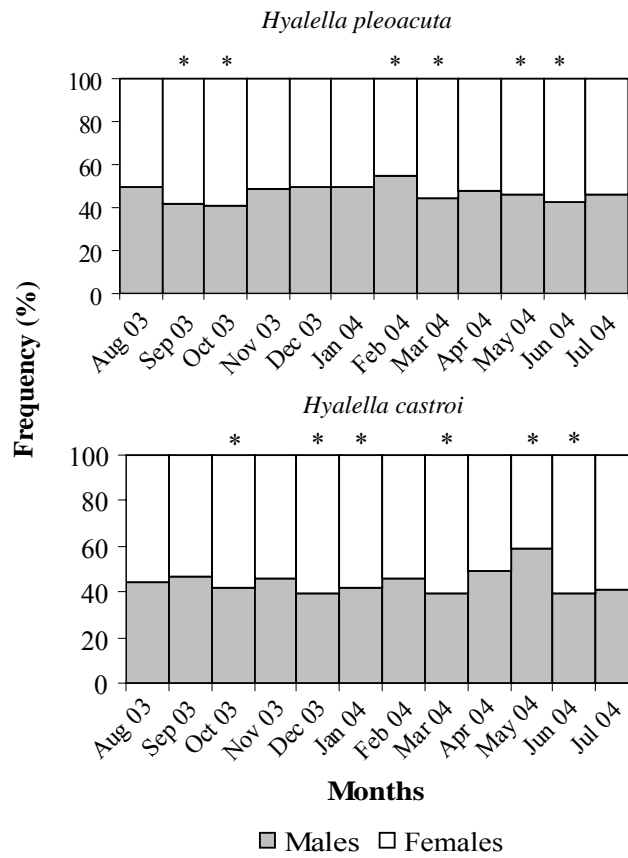 Hyalella pleoacuta
* * * * * *
100
80
60
40
20
0
Aug 03 Sep 03 Oct 03 Nov 03 Dec 03 Jan 04 Feb 04 Mar 04 Apr 04 May 04 Jun 04 Jul 04
Frequency (%)
Hyalella castroi
* * * * * *
100
80
60
40
20
0
Aug 03 Sep 03 Oct 03 Nov 03 Dec 03 Jan 04 Feb 04 Mar 04 Apr 04 May 04 Jun 04 Jul 04
Months
Males Females